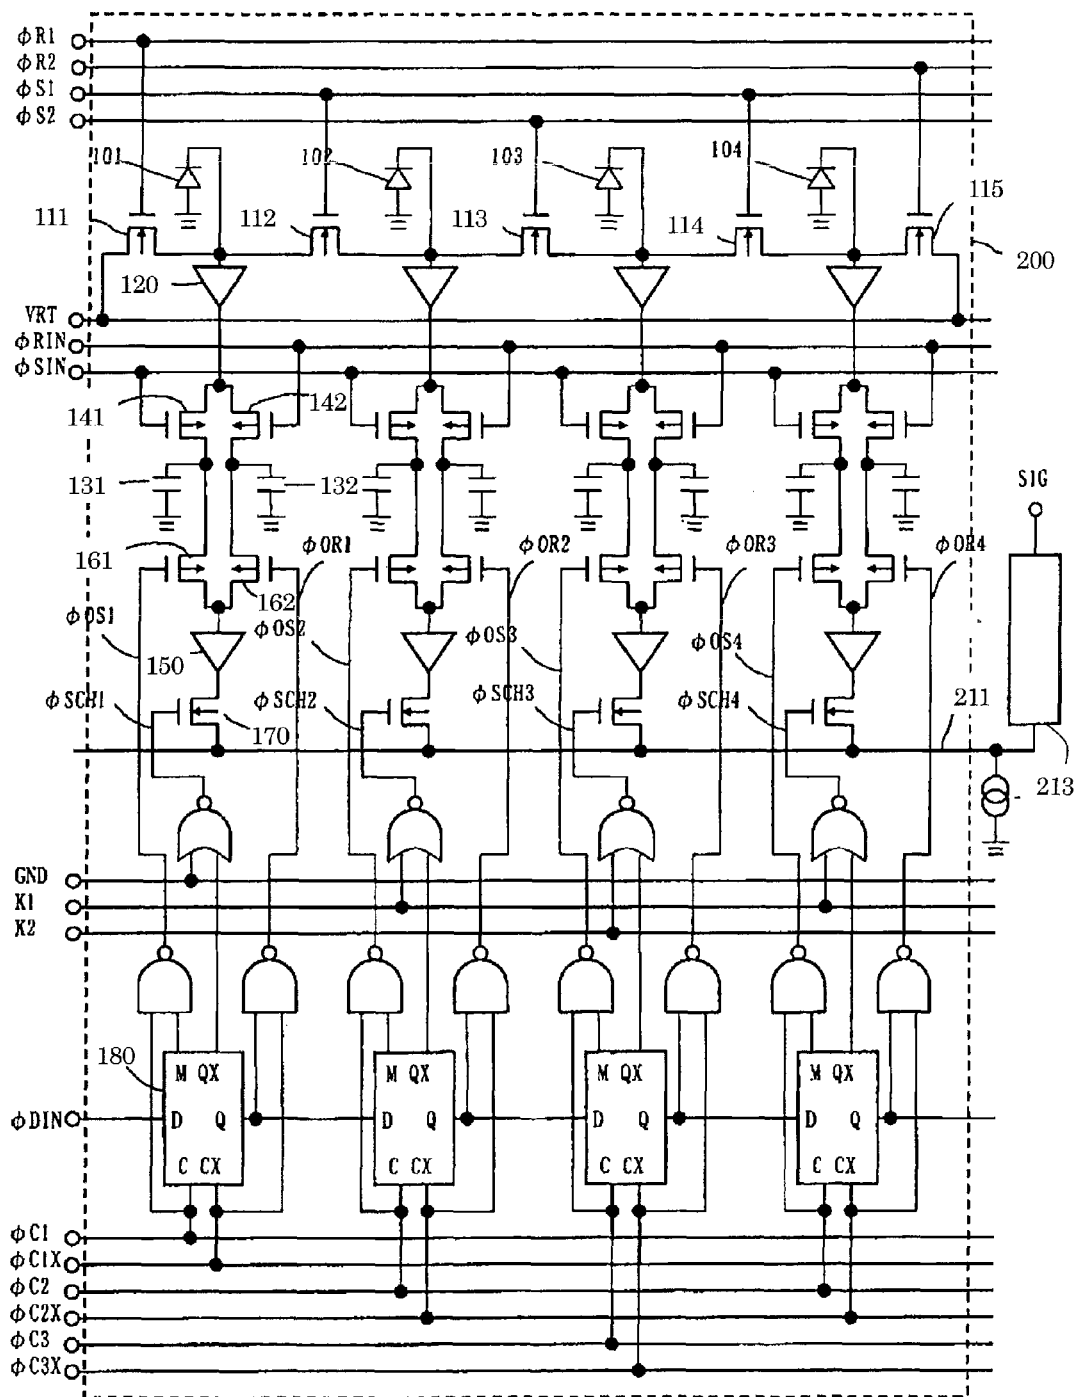 φR1
φR2
φS1
φS2
101
102
103
104
111
112
113
114
115
200
120
VRT
φRIN
φSIN
141
142
131
132
SIG
161
162
φOR1
φOR2
φOR3
φOR4
φOS1
φOS2
φOS3
φOS4
150
φSCH1
φSCH2
φSCH3
φSCH4
170
211
213
GND
K1
K2
180
M QX
D Q
C CX
M QX
D Q
C CX
M QX
D Q
C CX
M QX
D Q
C CX
φDIN
φC1
φC1X
φC2
φC2X
φC3
φC3X